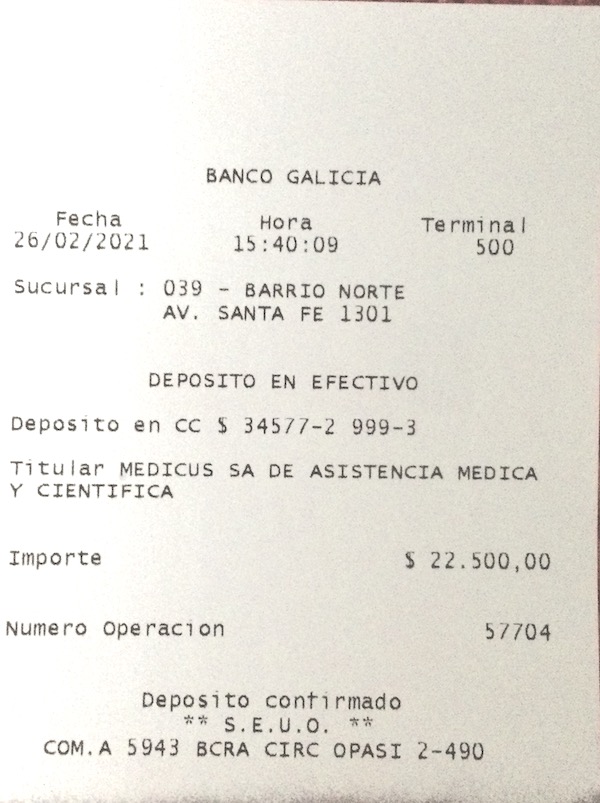 BANCO GALICIA
Fecha Hora Terminal
26/02/2021 15:40:09 500
Sucursal : 039 - BARRIO NORTE
AV. SANTA FE 1301
DEPOSITO EN EFECTIVO
Deposito en CC $ 34577-2 999-3
Titular MEDICUS SA DE ASISTENCIA MEDICA
Y CIENTIFICA
Importe $ 22.500,00
Numero Operacion 57704
Deposito confirmado
** S.E.U.O. **
COM.A 5943 BCRA CIRC OPASI 2-490